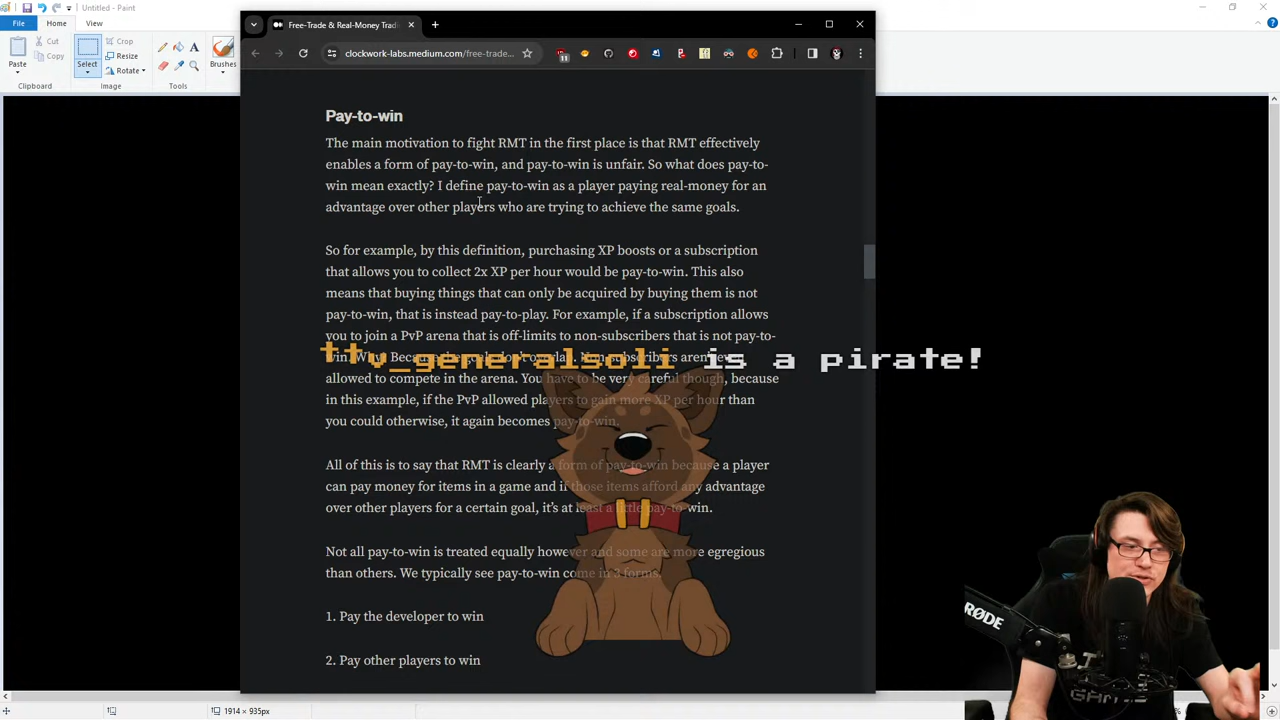 Untitled - Paint
File
Home
View
Paste
Cut
Copy
Clipboard
Select
Crop
Resize
Rotate
Image
Tools
Brushes
Free-Trade & Real-Money Tradi
clockwork-labs.medium.com/free-trade...
11
Pay-to-win
The main motivation to fight RMT in the first place is that RMT effectively
enables a form of pay-to-win, and pay-to-win is unfair. So what does pay-to-
win mean exactly? I define pay-to-win as a player paying real-money for an
advantage over other players who are trying to achieve the same goals.
So for example, by this definition, purchasing XP boosts or a subscription
that allows you to collect 2x XP per hour would be pay-to-win. This also
means that buying things that can only be acquired by buying them is not
pay-to-win, that is instead pay-to-play. For example, if a subscription allows
you to join a PvP arena that is off-limits to non-subscribers that is not pay-to-
ttv_generalsoli is a pirate!
allowed to compete in the arena. You have to be very careful though, because
in this example, if the PvP allowed players to gain more XP per hour than
you could otherwise, it again becomes pay-to-win.
All of this is to say that RMT is clearly a form of pay-to-win because a player
can pay money for items in a game and if those items afford any advantage
over other players for a certain goal, it's at least a little pay-to-win.
Not all pay-to-win is treated equally however and some are more egregious
than others. We typically see pay-to-win come in 3 forms.
1. Pay the developer to win
2. Pay other players to win
1914 × 935px
RØDE